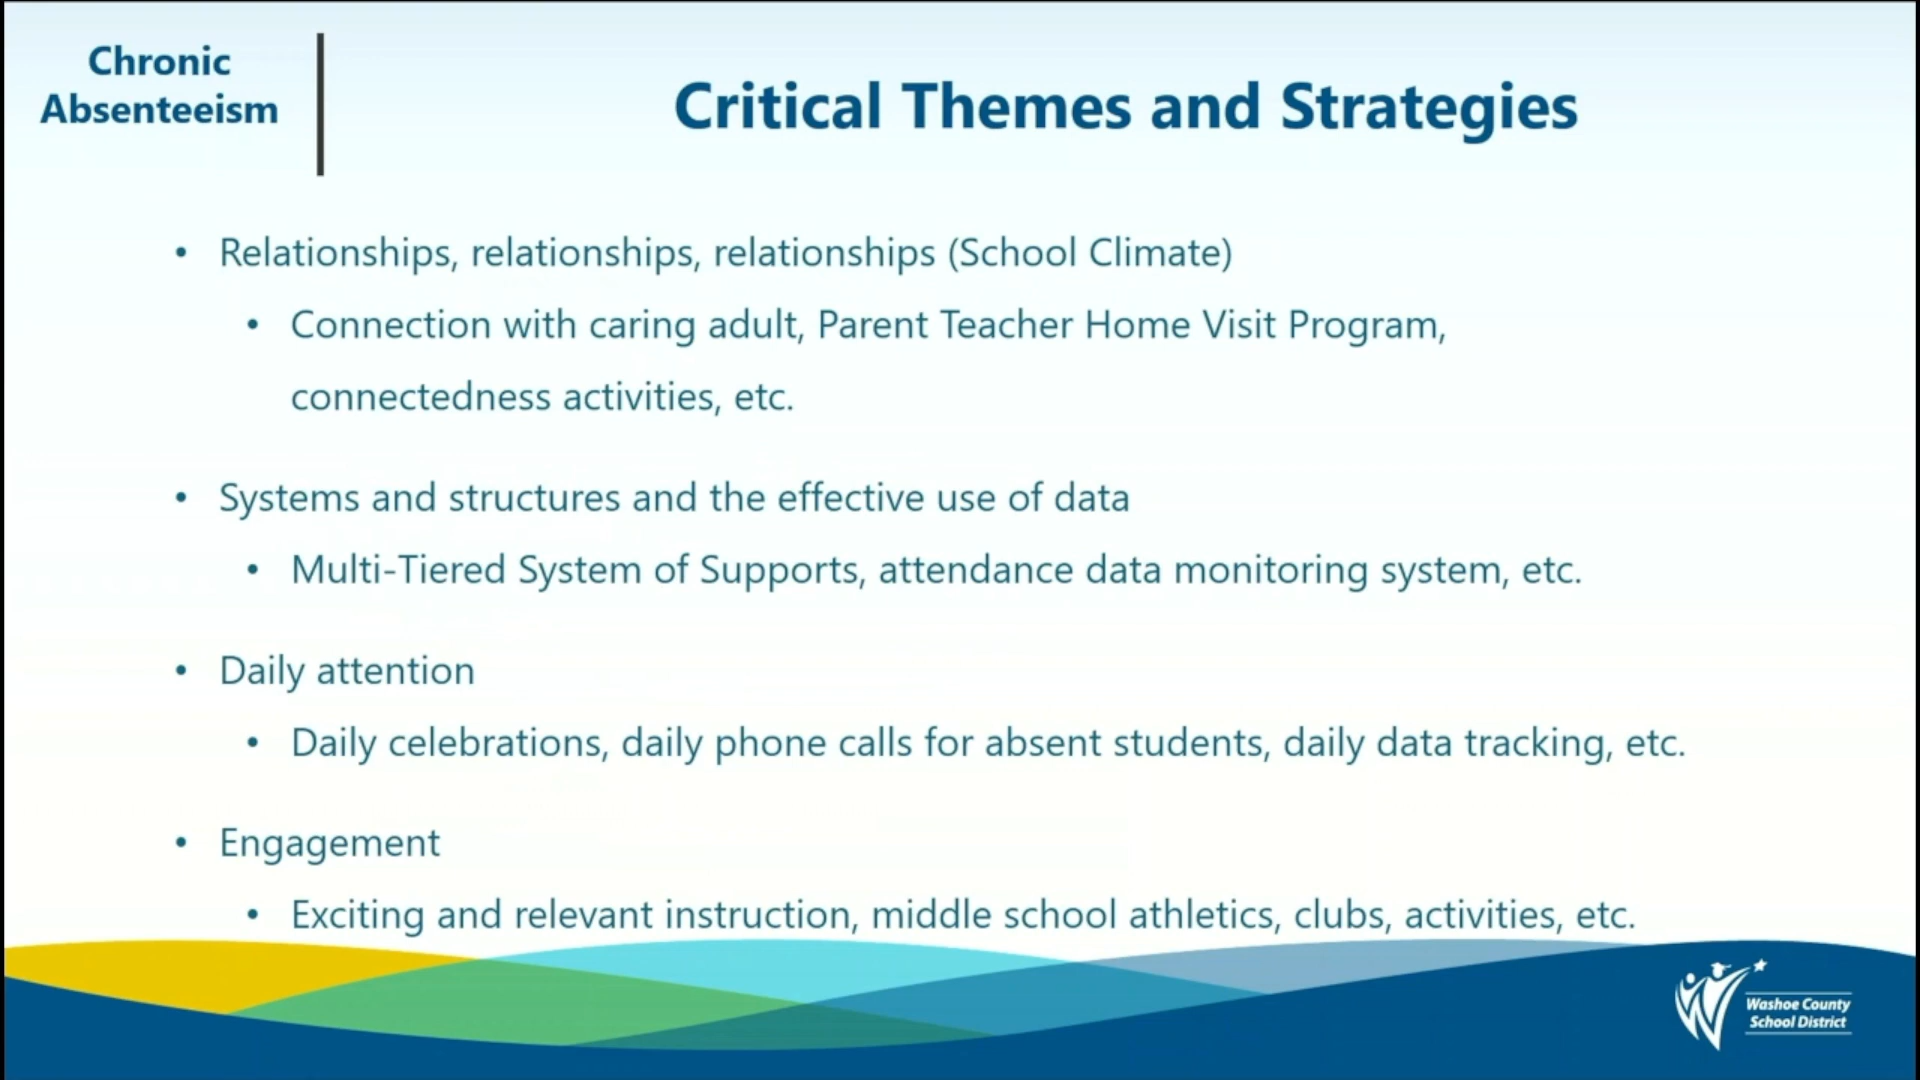 Chronic
Absenteeism
Critical Themes and Strategies
• Relationships, relationships, relationships (School Climate)
• Connection with caring adult, Parent Teacher Home Visit Program,
connectedness activities, etc.
• Systems and structures and the effective use of data
• Multi-Tiered System of Supports, attendance data monitoring system, etc.
• Daily attention
• Daily celebrations, daily phone calls for absent students, daily data tracking, etc.
• Engagement
• Exciting and relevant instruction, middle school athletics, clubs, activities, etc.
Washoe County
School District